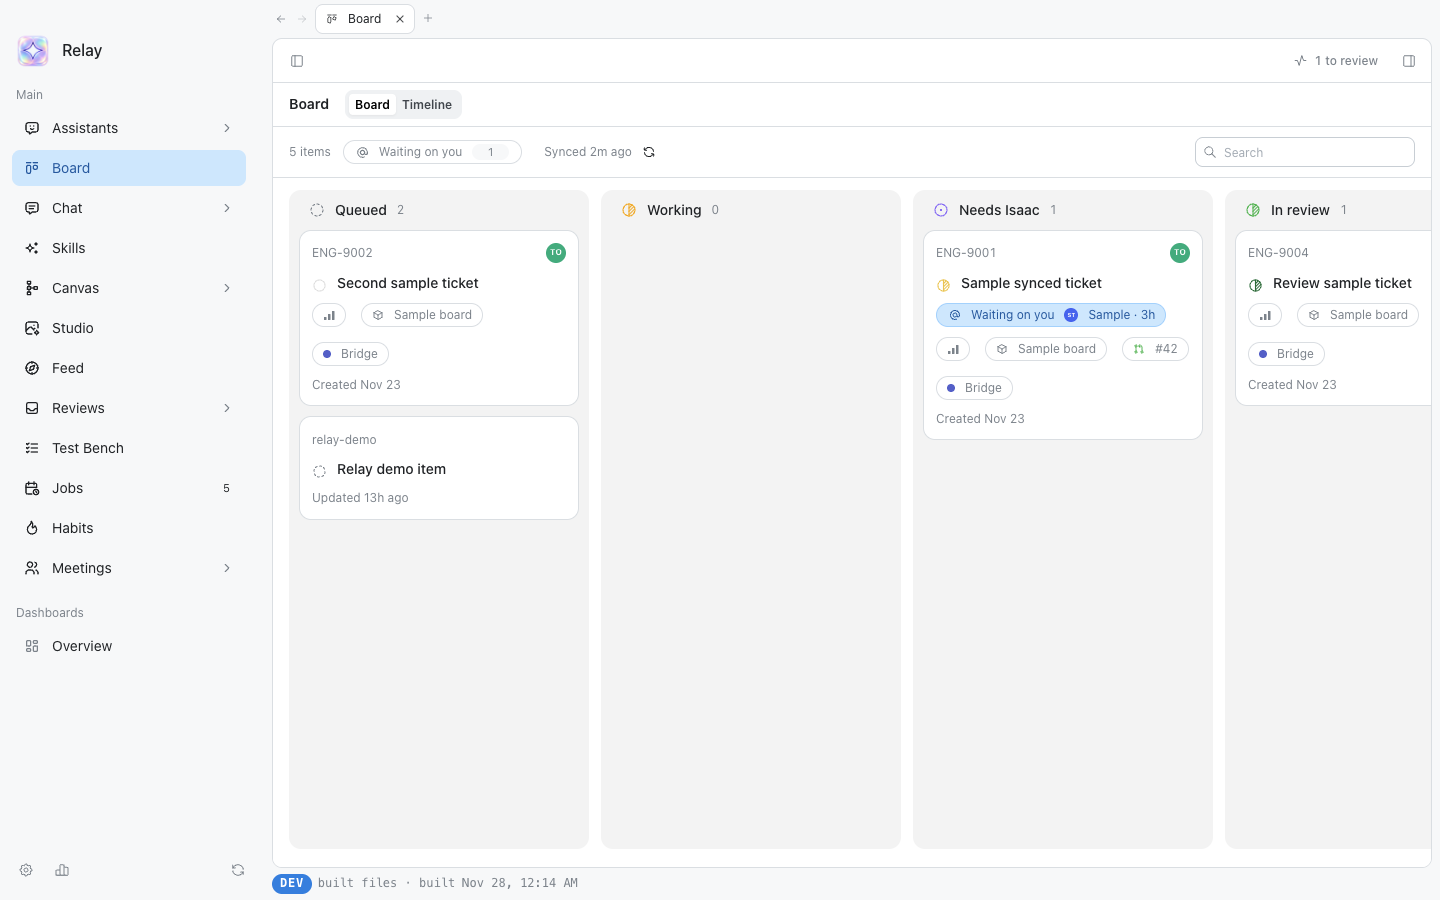 Board
Relay
1 to review
Main
Board
Board Timeline
Assistants
5 items
Waiting on you 1
Synced 2m ago
Search
Board
Chat
Skills
Canvas
Studio
Feed
Reviews
Test Bench
Jobs 5
Habits
Meetings
Dashboards
Overview
Queued 2
ENG-9002 TO
Second sample ticket
Sample board
Bridge
Created Nov 23
relay-demo
Relay demo item
Updated 13h ago
Working 0
Needs Isaac 1
ENG-9001 TO
Sample synced ticket
Waiting on you ST Sample · 3h
Sample board #42
Bridge
Created Nov 23
In review 1
ENG-9004
Review sample ticket
Sample board
Bridge
Created Nov 23
DEV built files · built Nov 28, 12:14 AM